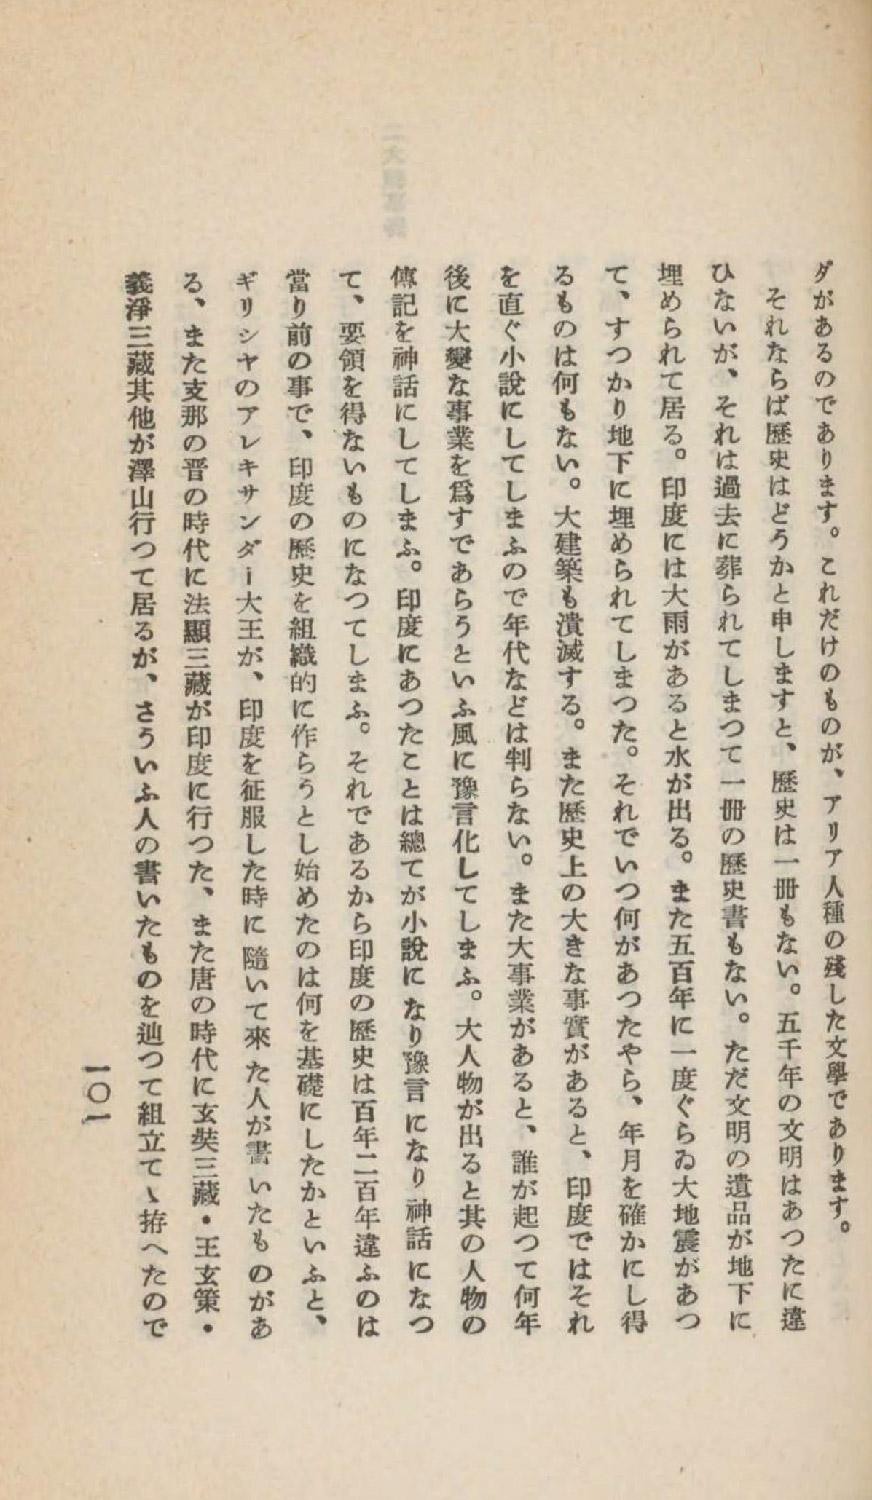 ダがあるのであります。これだけのものが、アリア人種の殘した文學であります。
それならば歷史はどうかと申しますと、歷史は一冊もない。五千年の文明はあつたに違
ひないが、それは過去に葬られてしまつて一冊の歷史書もない。ただ文明の遺品が地下に
埋められて居る。印度には大雨があると水が出る。また五百年に一度ぐらゐ大地震があつ
て、すつかり地下に埋められてしまつた。それでいつ何があつたやら、年月を確かにし得
るものは何もない。大建築も潰滅する。また歷史上の大きな事實があると、印度ではそれ
を直ぐ小說にしてしまふので年代などは判らない。また大事業があると、誰が起つて何年
後に大變な事業を爲すであらうといふ風に豫言化してしまふ。大人物が出ると其の人物の
傳記を神話にしてしまふ。印度にあつたことは總てが小說になり豫言になり神話になつ
て、要領を得ないものになつてしまふ。それであるから印度の歷史は百年二百年違ふのは
當り前の事で、印度の歷史を組織的に作らうとし始めたのは何を基礎にしたかといふと、
ギリシヤのアレキサンダー大王が、印度を征服した時に隨いて來た人が書いたものがあ
る、また支那の晋の時代に法顯三藏が印度に行つた、また唐の時代に玄奘三藏・王玄策・
義淨三藏其他が澤山行つて居るが、さういふ人の書いたものを辿つて組立てゝ拵へたので
一〇一